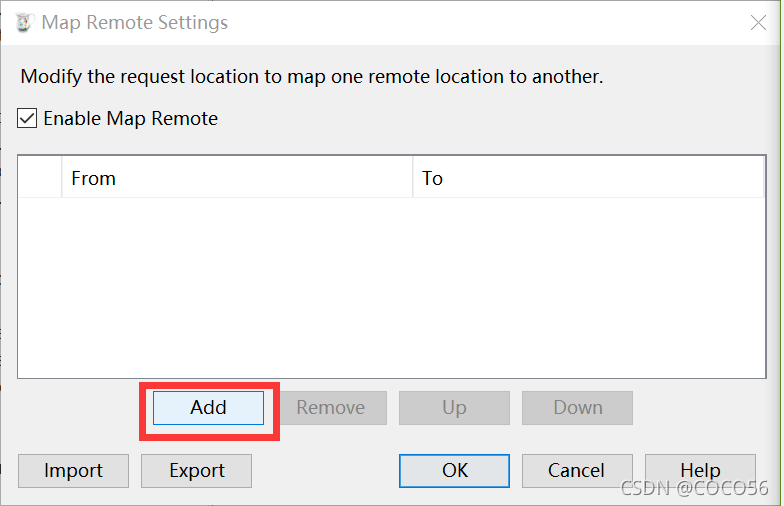 Map Remote Settings
Modify the request location to map one remote location to another.
Enable Map Remote
From To
Add Remove Up Down
Import Export OK Cancel Help
CSDN @COCO56